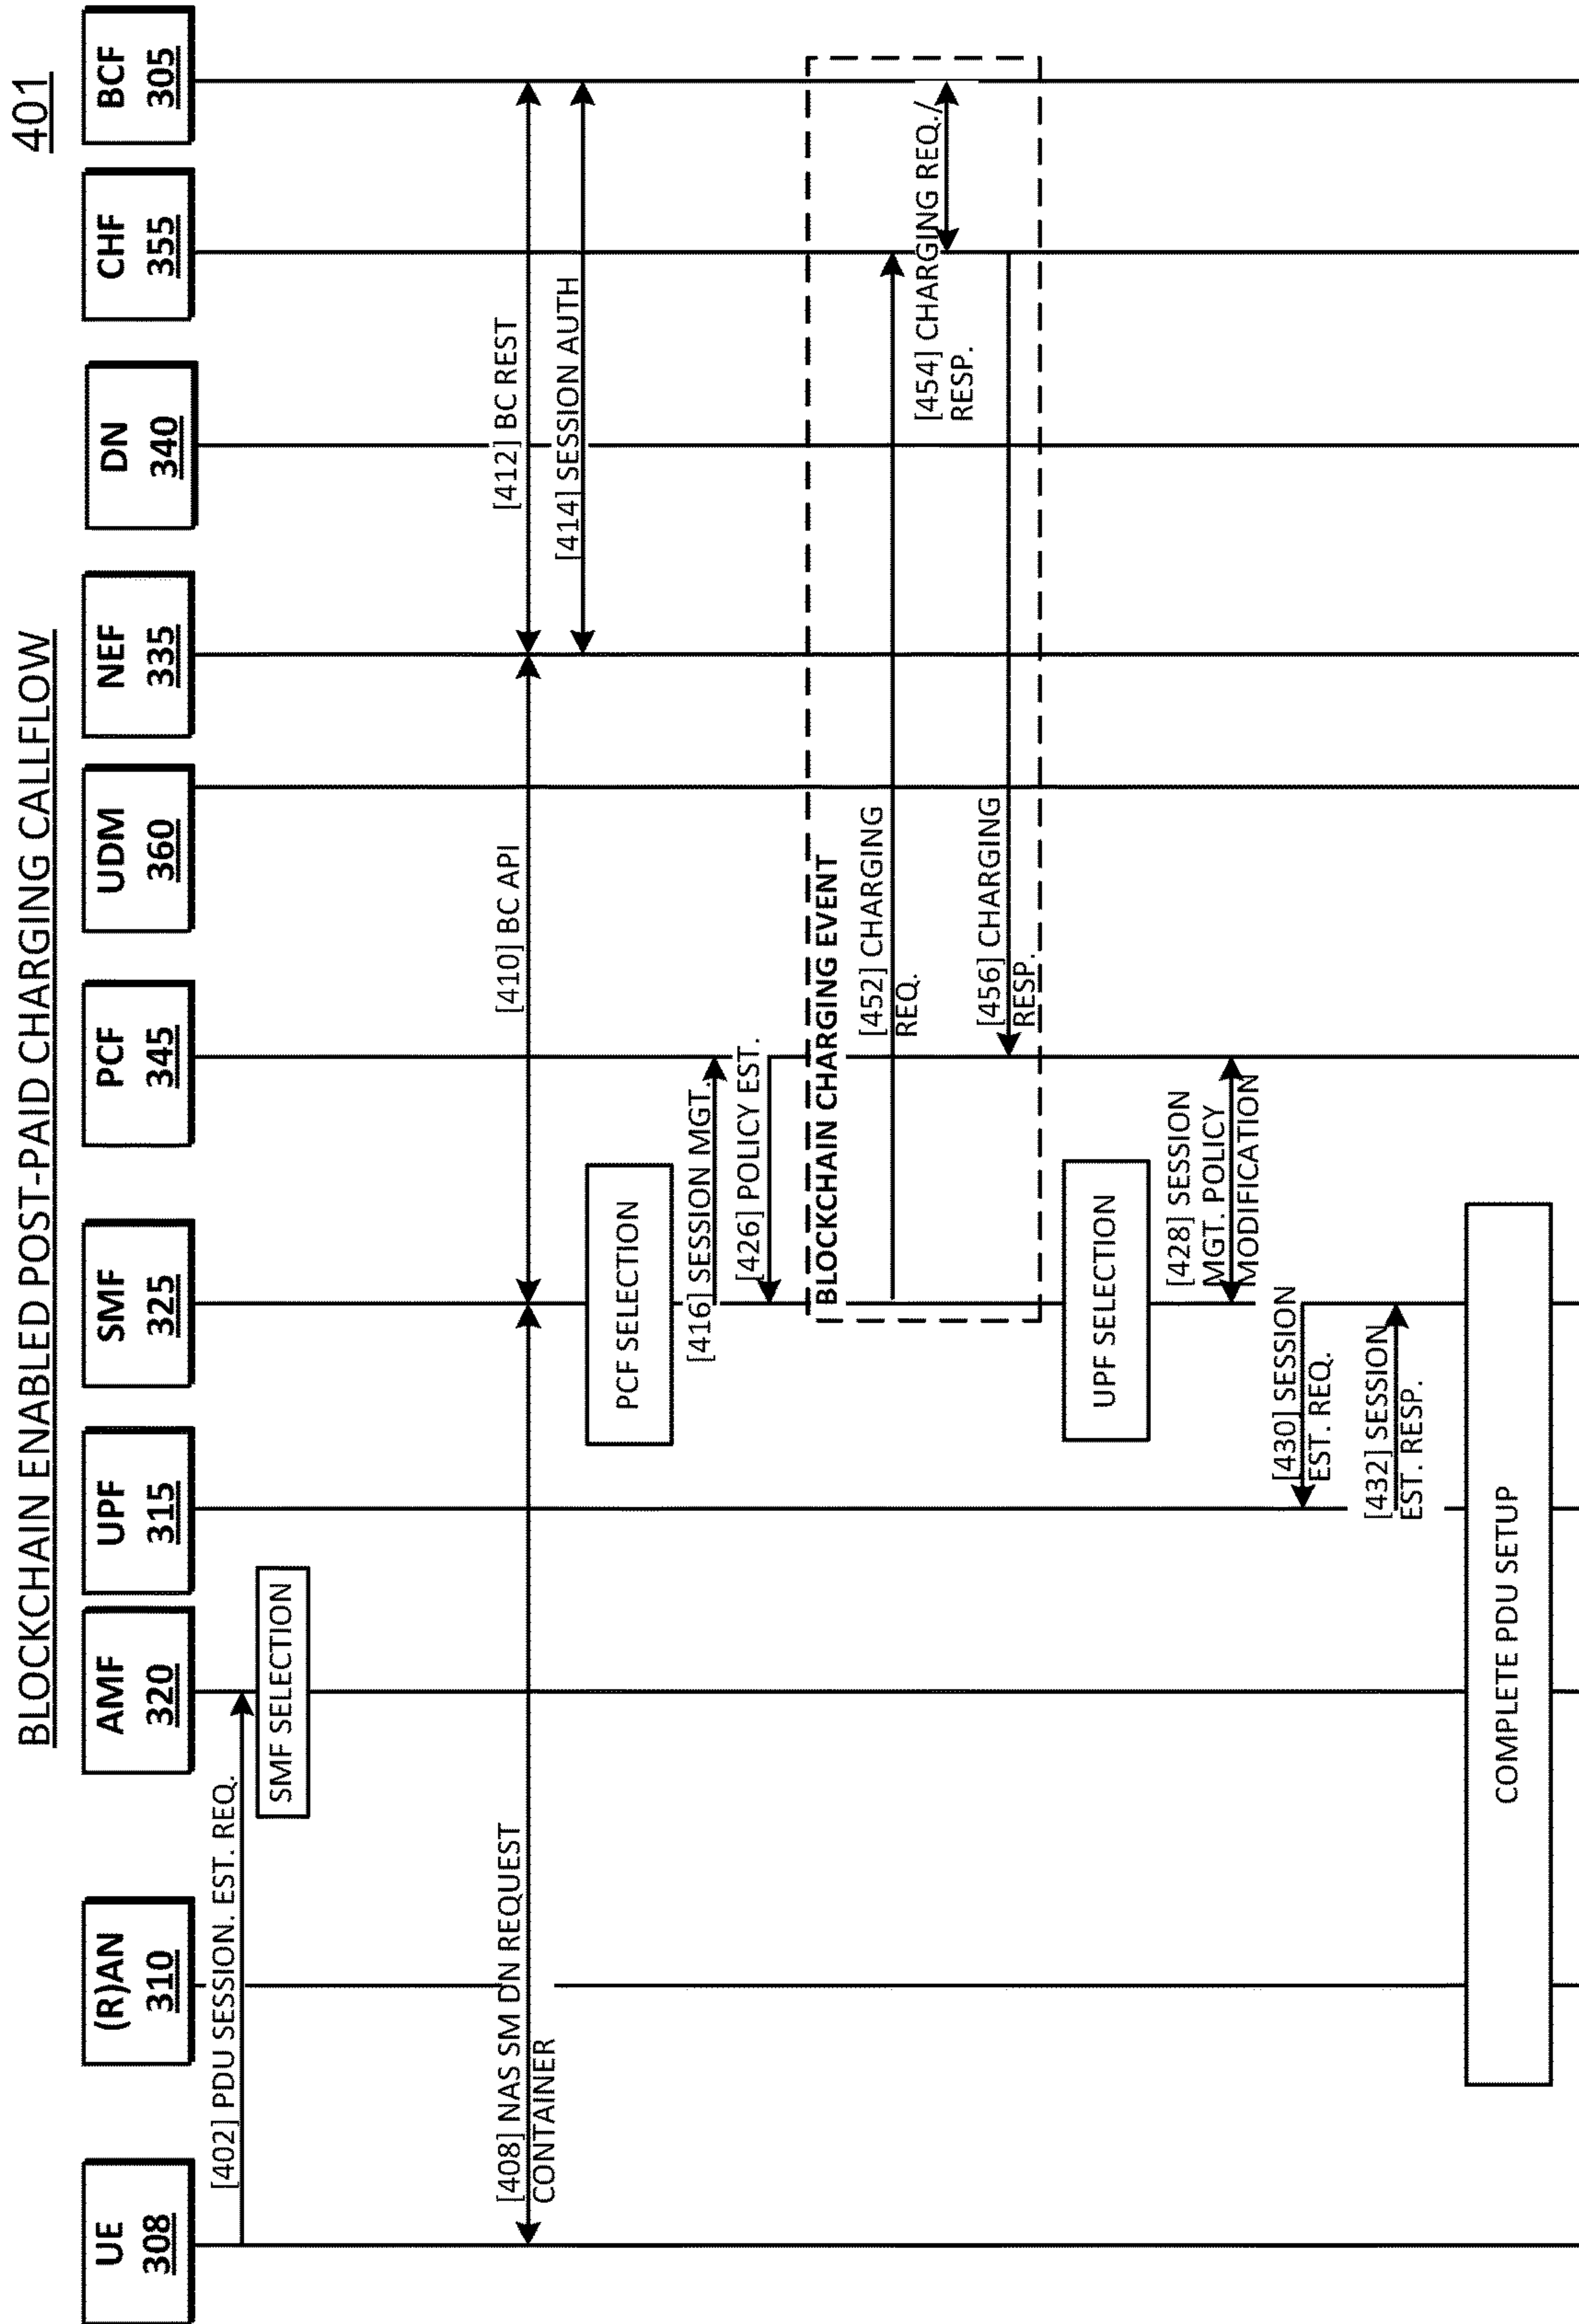 401
BLOCKCHAIN ENABLED POST-PAID CHARGING CALLFLOW
UE
308
(R)AN
310
AMF
320
UPF
315
SMF
325
PCF
345
UDM
360
NEF
335
DN
340
CHF
355
BCF
305
[402] PDU SESSION. EST. REQ.
SMF SELECTION
[408] NAS SM DN REQUEST
CONTAINER
[410] BC API
[412] BC REST
[414] SESSION AUTH
PCF SELECTION
[416] SESSION MGT.
[426] POLICY EST.
BLOCKCHAIN CHARGING EVENT
[452] CHARGING
REQ.
[454] CHARGING REQ./
RESP.
[456] CHARGING
RESP.
UPF SELECTION
[428] SESSION
MGT. POLICY
MODIFICATION
[430] SESSION
EST. REQ.
[432] SESSION
EST. RESP.
COMPLETE PDU SETUP